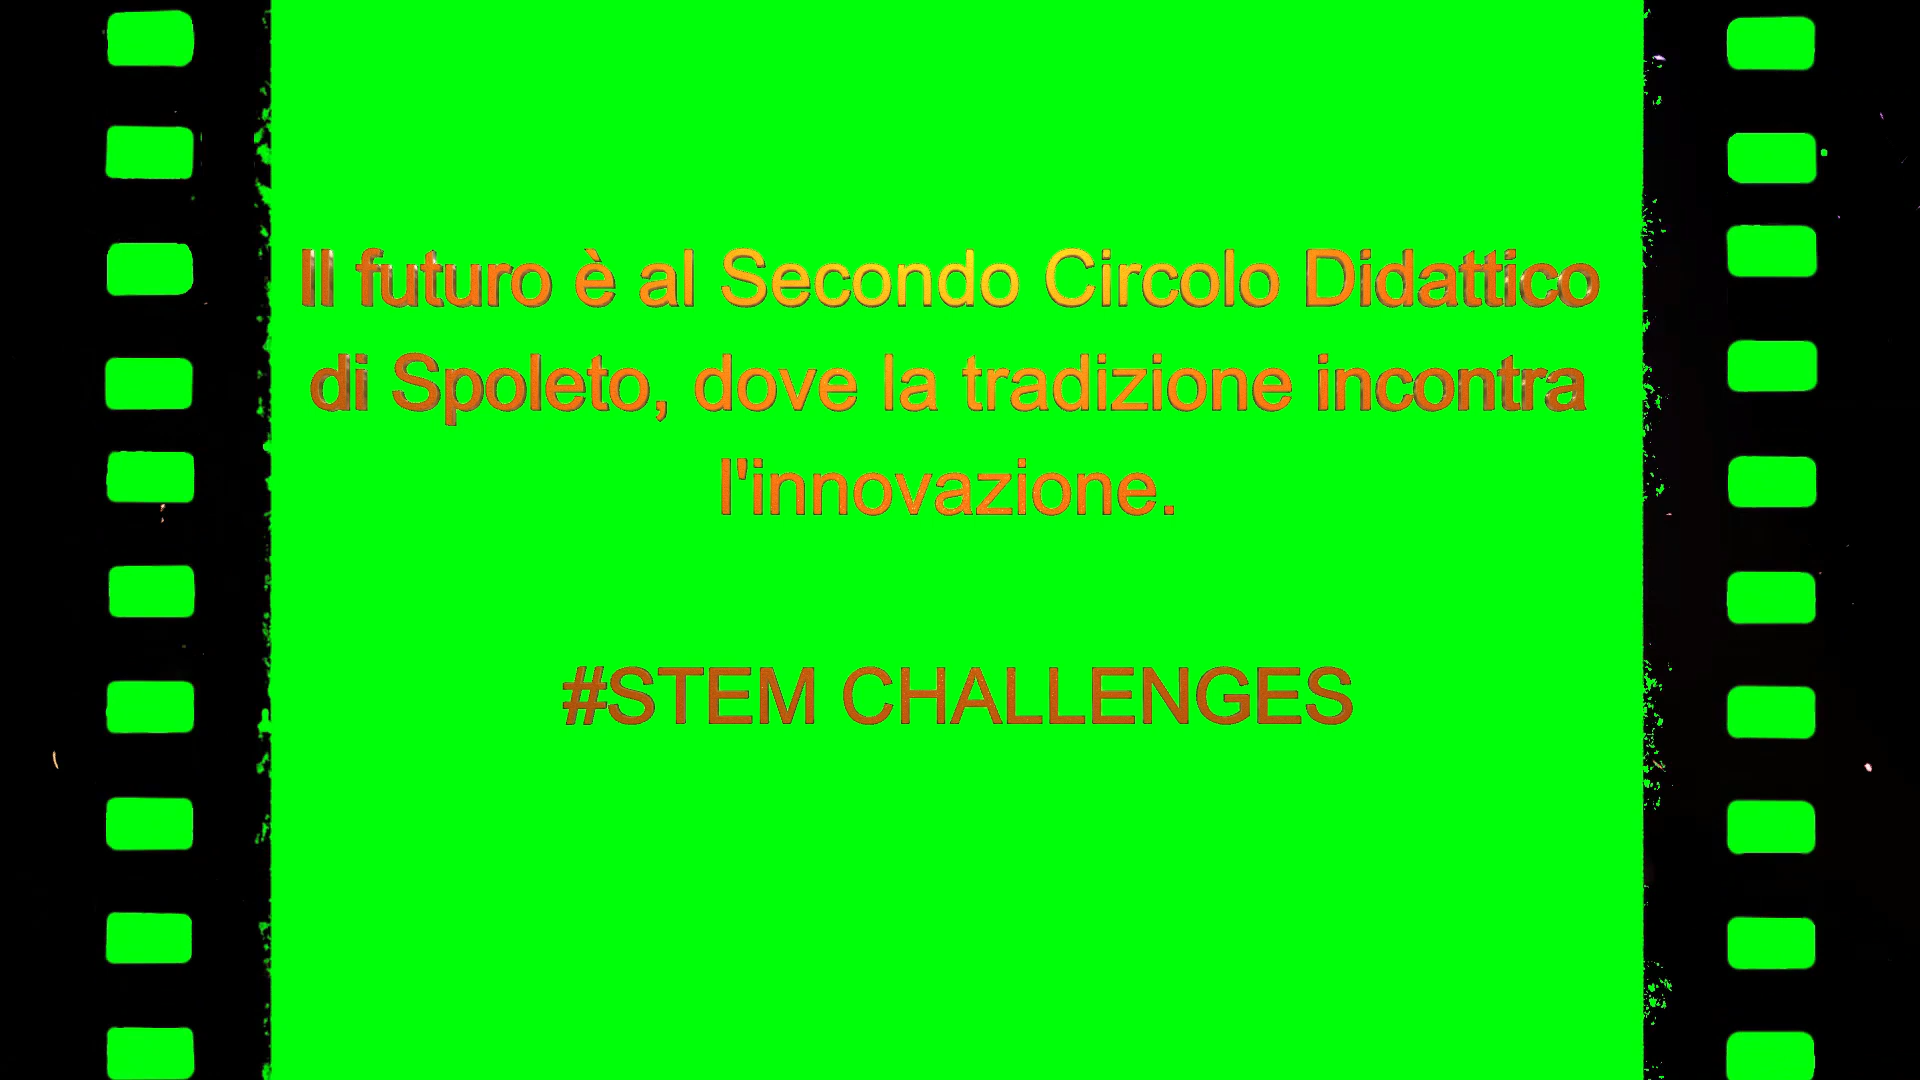 Il futuro è al Secondo Circolo Didattico
di Spoleto, dove la tradizione incontra
l'innovazione.
#STEM CHALLENGES